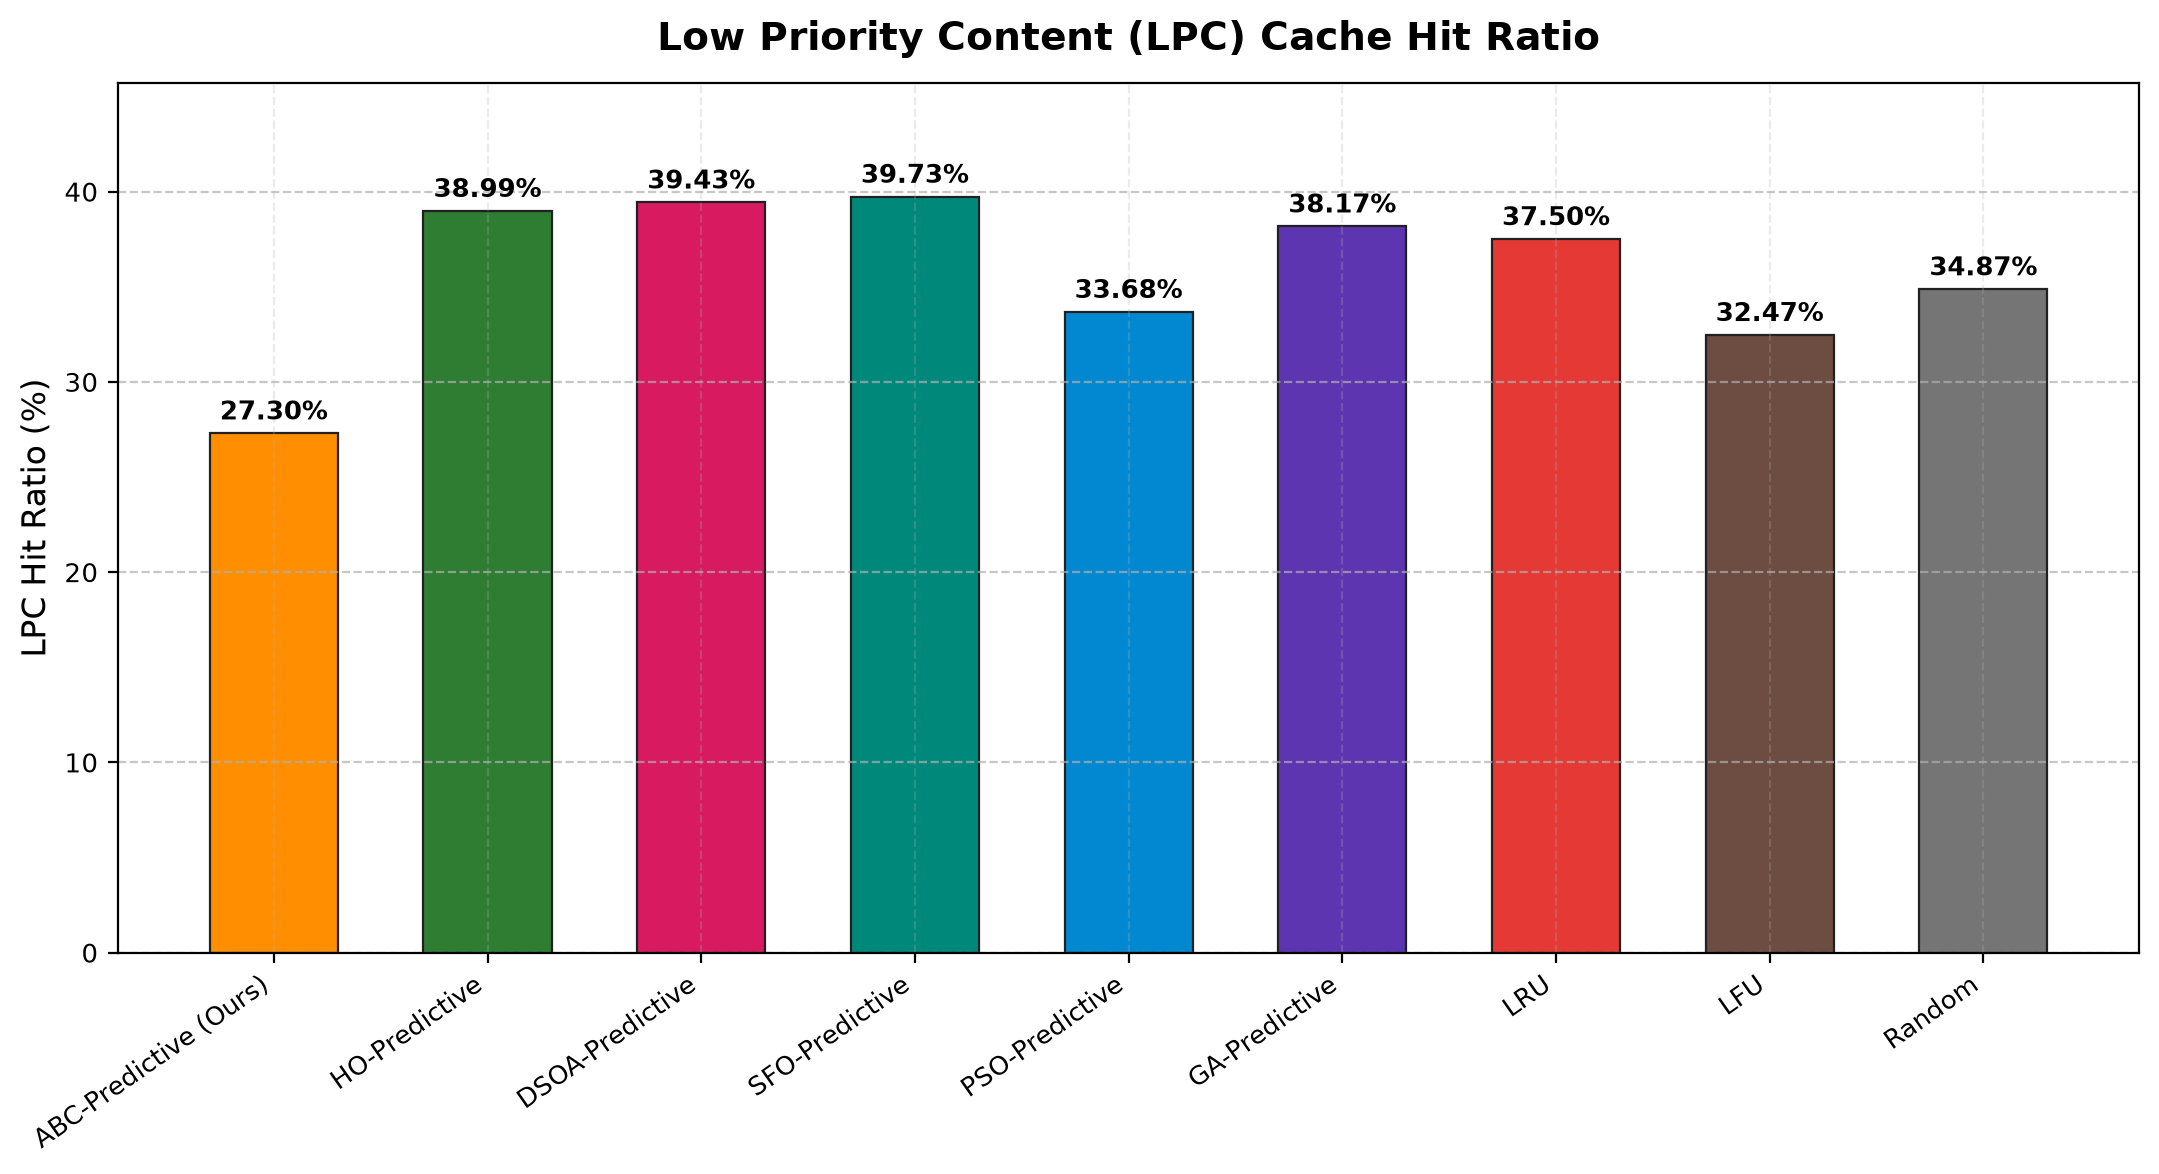 Low Priority Content (LPC) Cache Hit Ratio
LPC Hit Ratio (%)
40
30
20
10
0
27.30%
38.99%
39.43%
39.73%
33.68%
38.17%
37.50%
32.47%
34.87%
ABC-Predictive (Ours)
HO-Predictive
DSOA-Predictive
SFO-Predictive
PSO-Predictive
GA-Predictive
LRU
LFU
Random